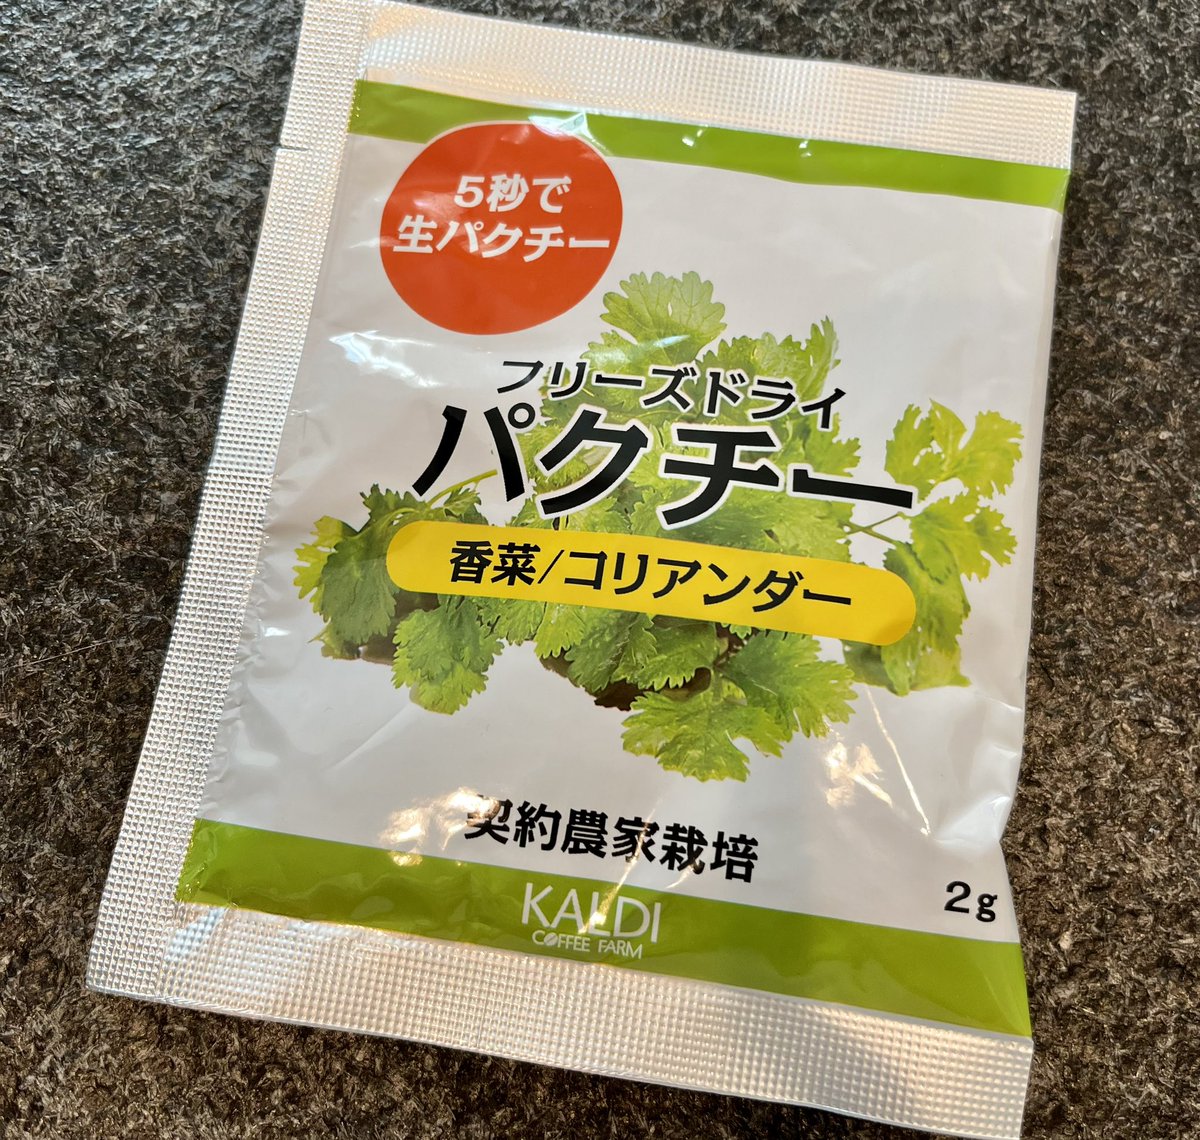 5秒で
生パクチー
フリーズドライ
パクチー
香菜/コリアンダー
契約農家栽培
2g
KALDI
COFFEE FARM